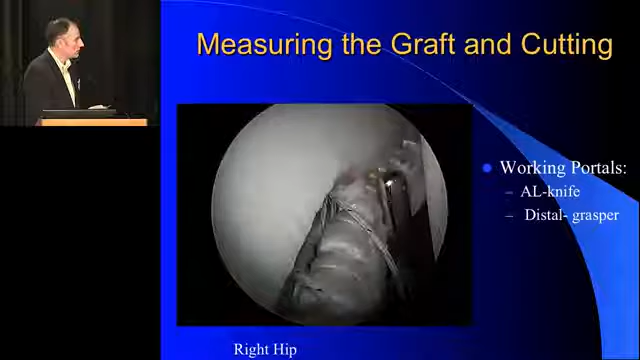 Measuring the Graft and Cutting
Working Portals:
– AL-knife
– Distal- grasper
Right Hip